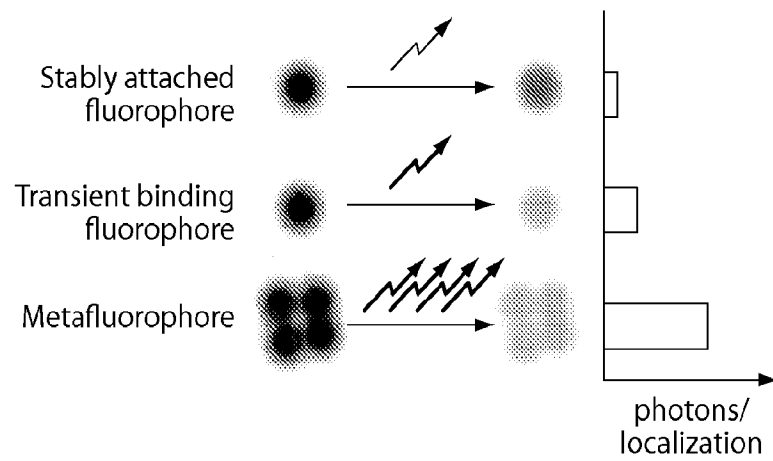 Stably attached
fluorophore
Transient binding
fluorophore
Metafluorophore
photons/
localization